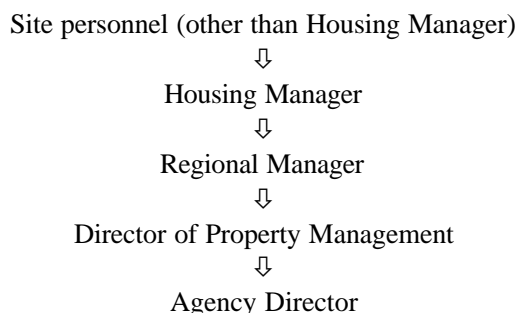 Site personnel (other than Housing Manager)
⇩
Housing Manager
⇩
Regional Manager
⇩
Director of Property Management
⇩
Agency Director